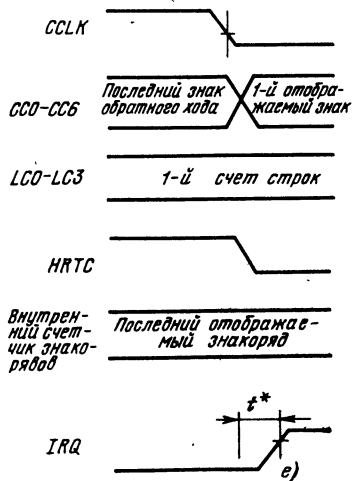 CCLK
Последний знак
обратного хода
1-й отобра-
жаемый знак
CC0-CC6
LC0-LC3
1-й счет строк
HRTC
Внутрен-
ний счет-
чик знако-
рядов
Последний отображае-
мый знакоряд
t*
IRQ
е)